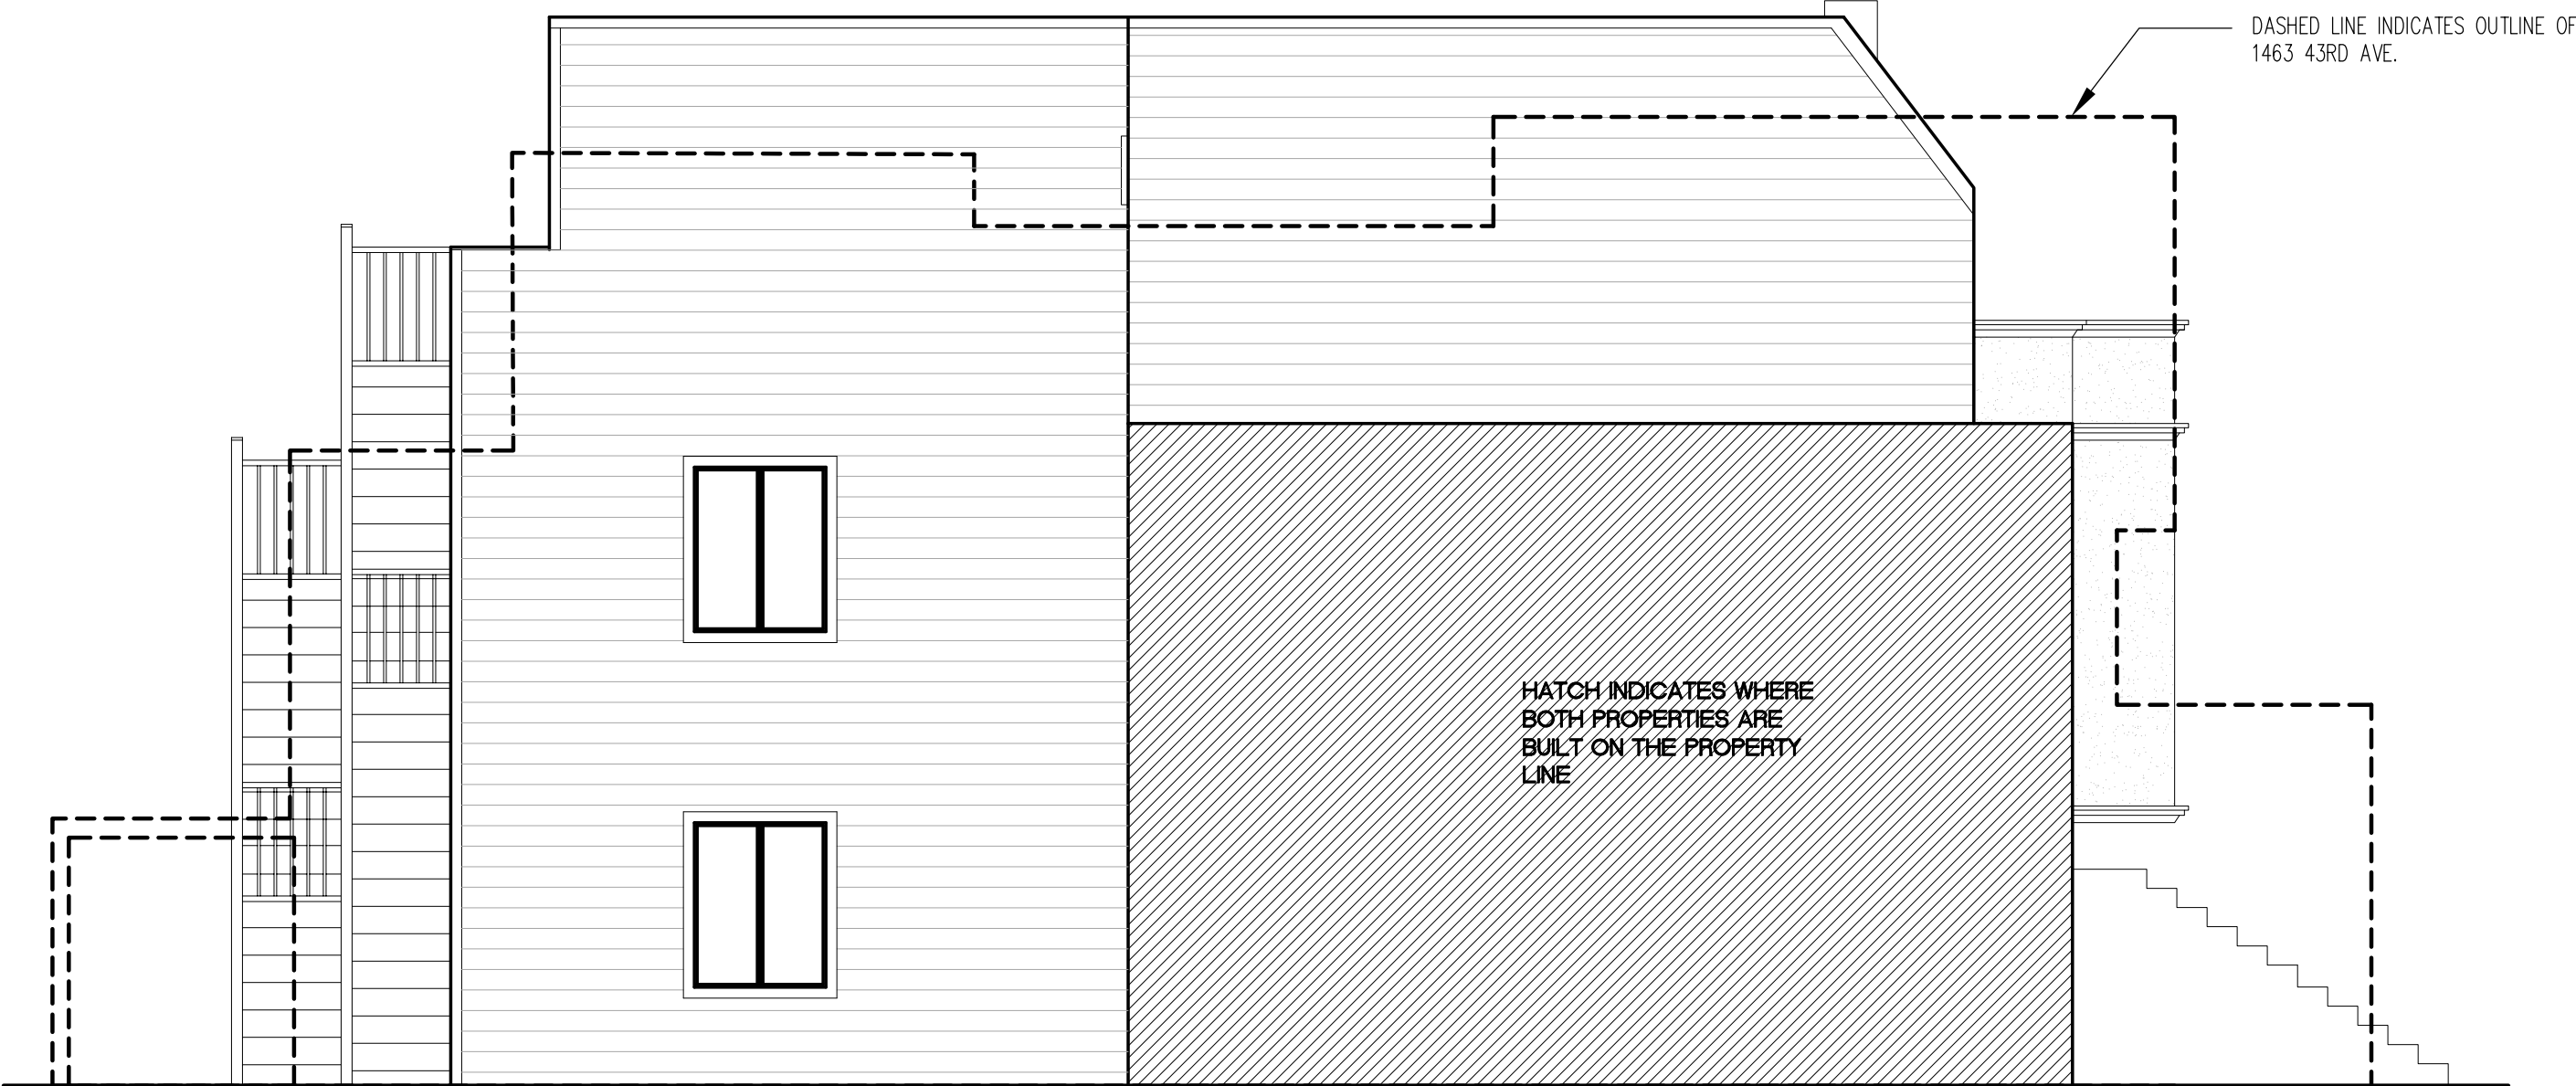 DASHED LINE INDICATES OUTLINE OF
1463 43RD AVE.
HATCH INDICATES WHERE
BOTH PROPERTIES ARE
BUILT ON THE PROPERTY
LINE